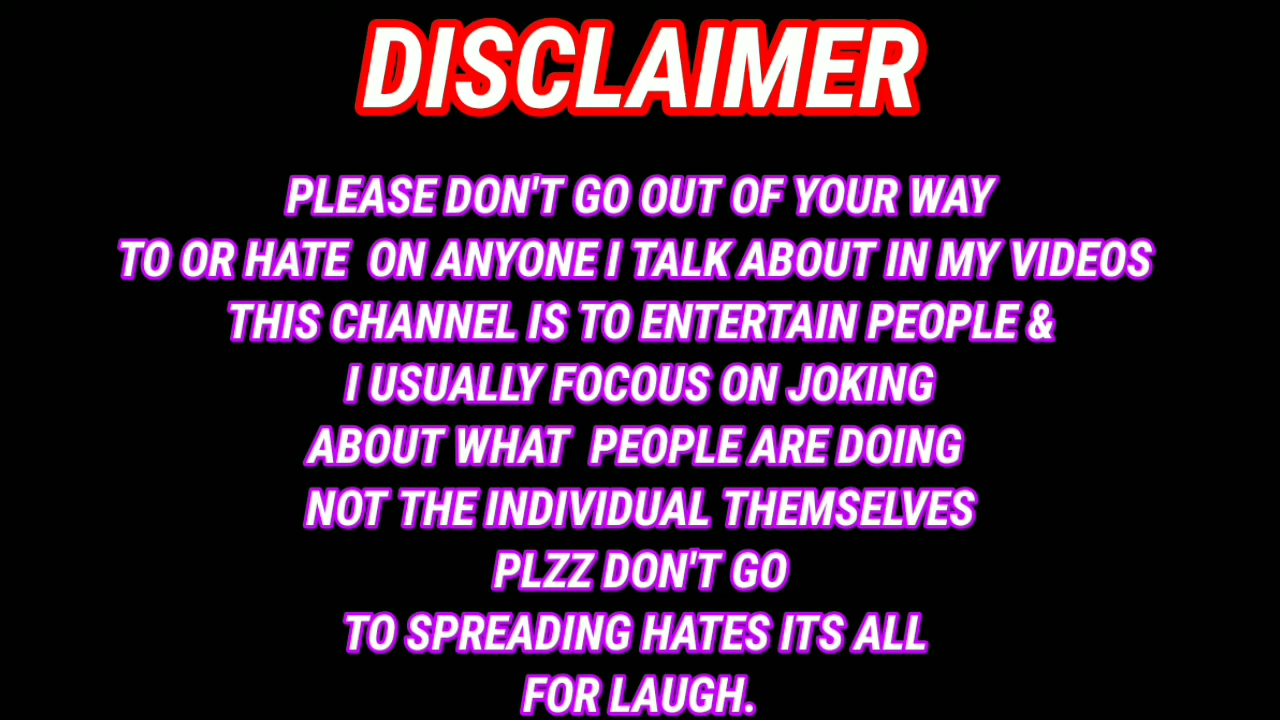 DISCLAIMER
PLEASE DON'T GO OUT OF YOUR WAY
TO OR HATE ON ANYONE I TALK ABOUT IN MY VIDEOS
THIS CHANNEL IS TO ENTERTAIN PEOPLE &
I USUALLY FOCOUS ON JOKING
ABOUT WHAT PEOPLE ARE DOING
NOT THE INDIVIDUAL THEMSELVES
PLZZ DON'T GO
TO SPREADING HATES ITS ALL
FOR LAUGH.